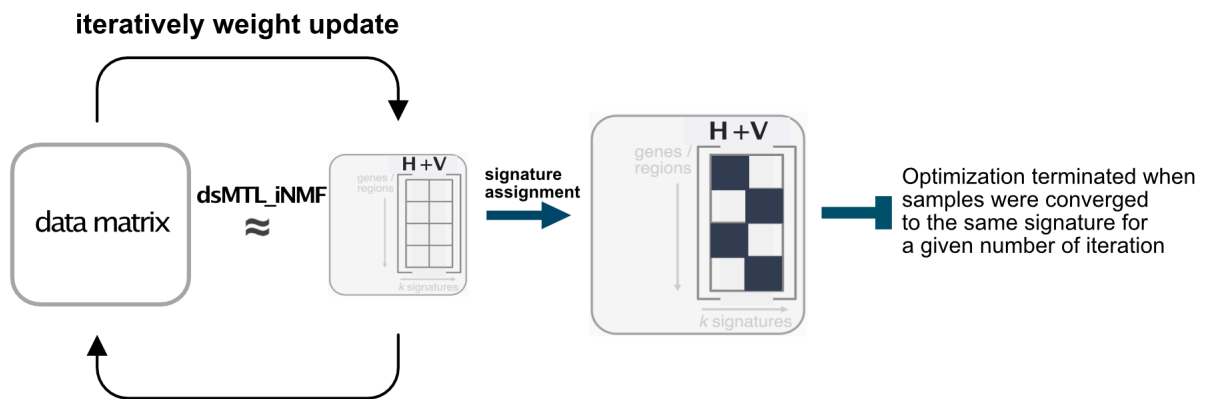 iteratively weight update
data matrix
dsMTL_iNMF
≈
H+V
genes /
regions
k signatures
signature
assignment
H+V
genes /
regions
k signatures
Optimization terminated when
samples were converged
to the same signature for
a given number of iteration